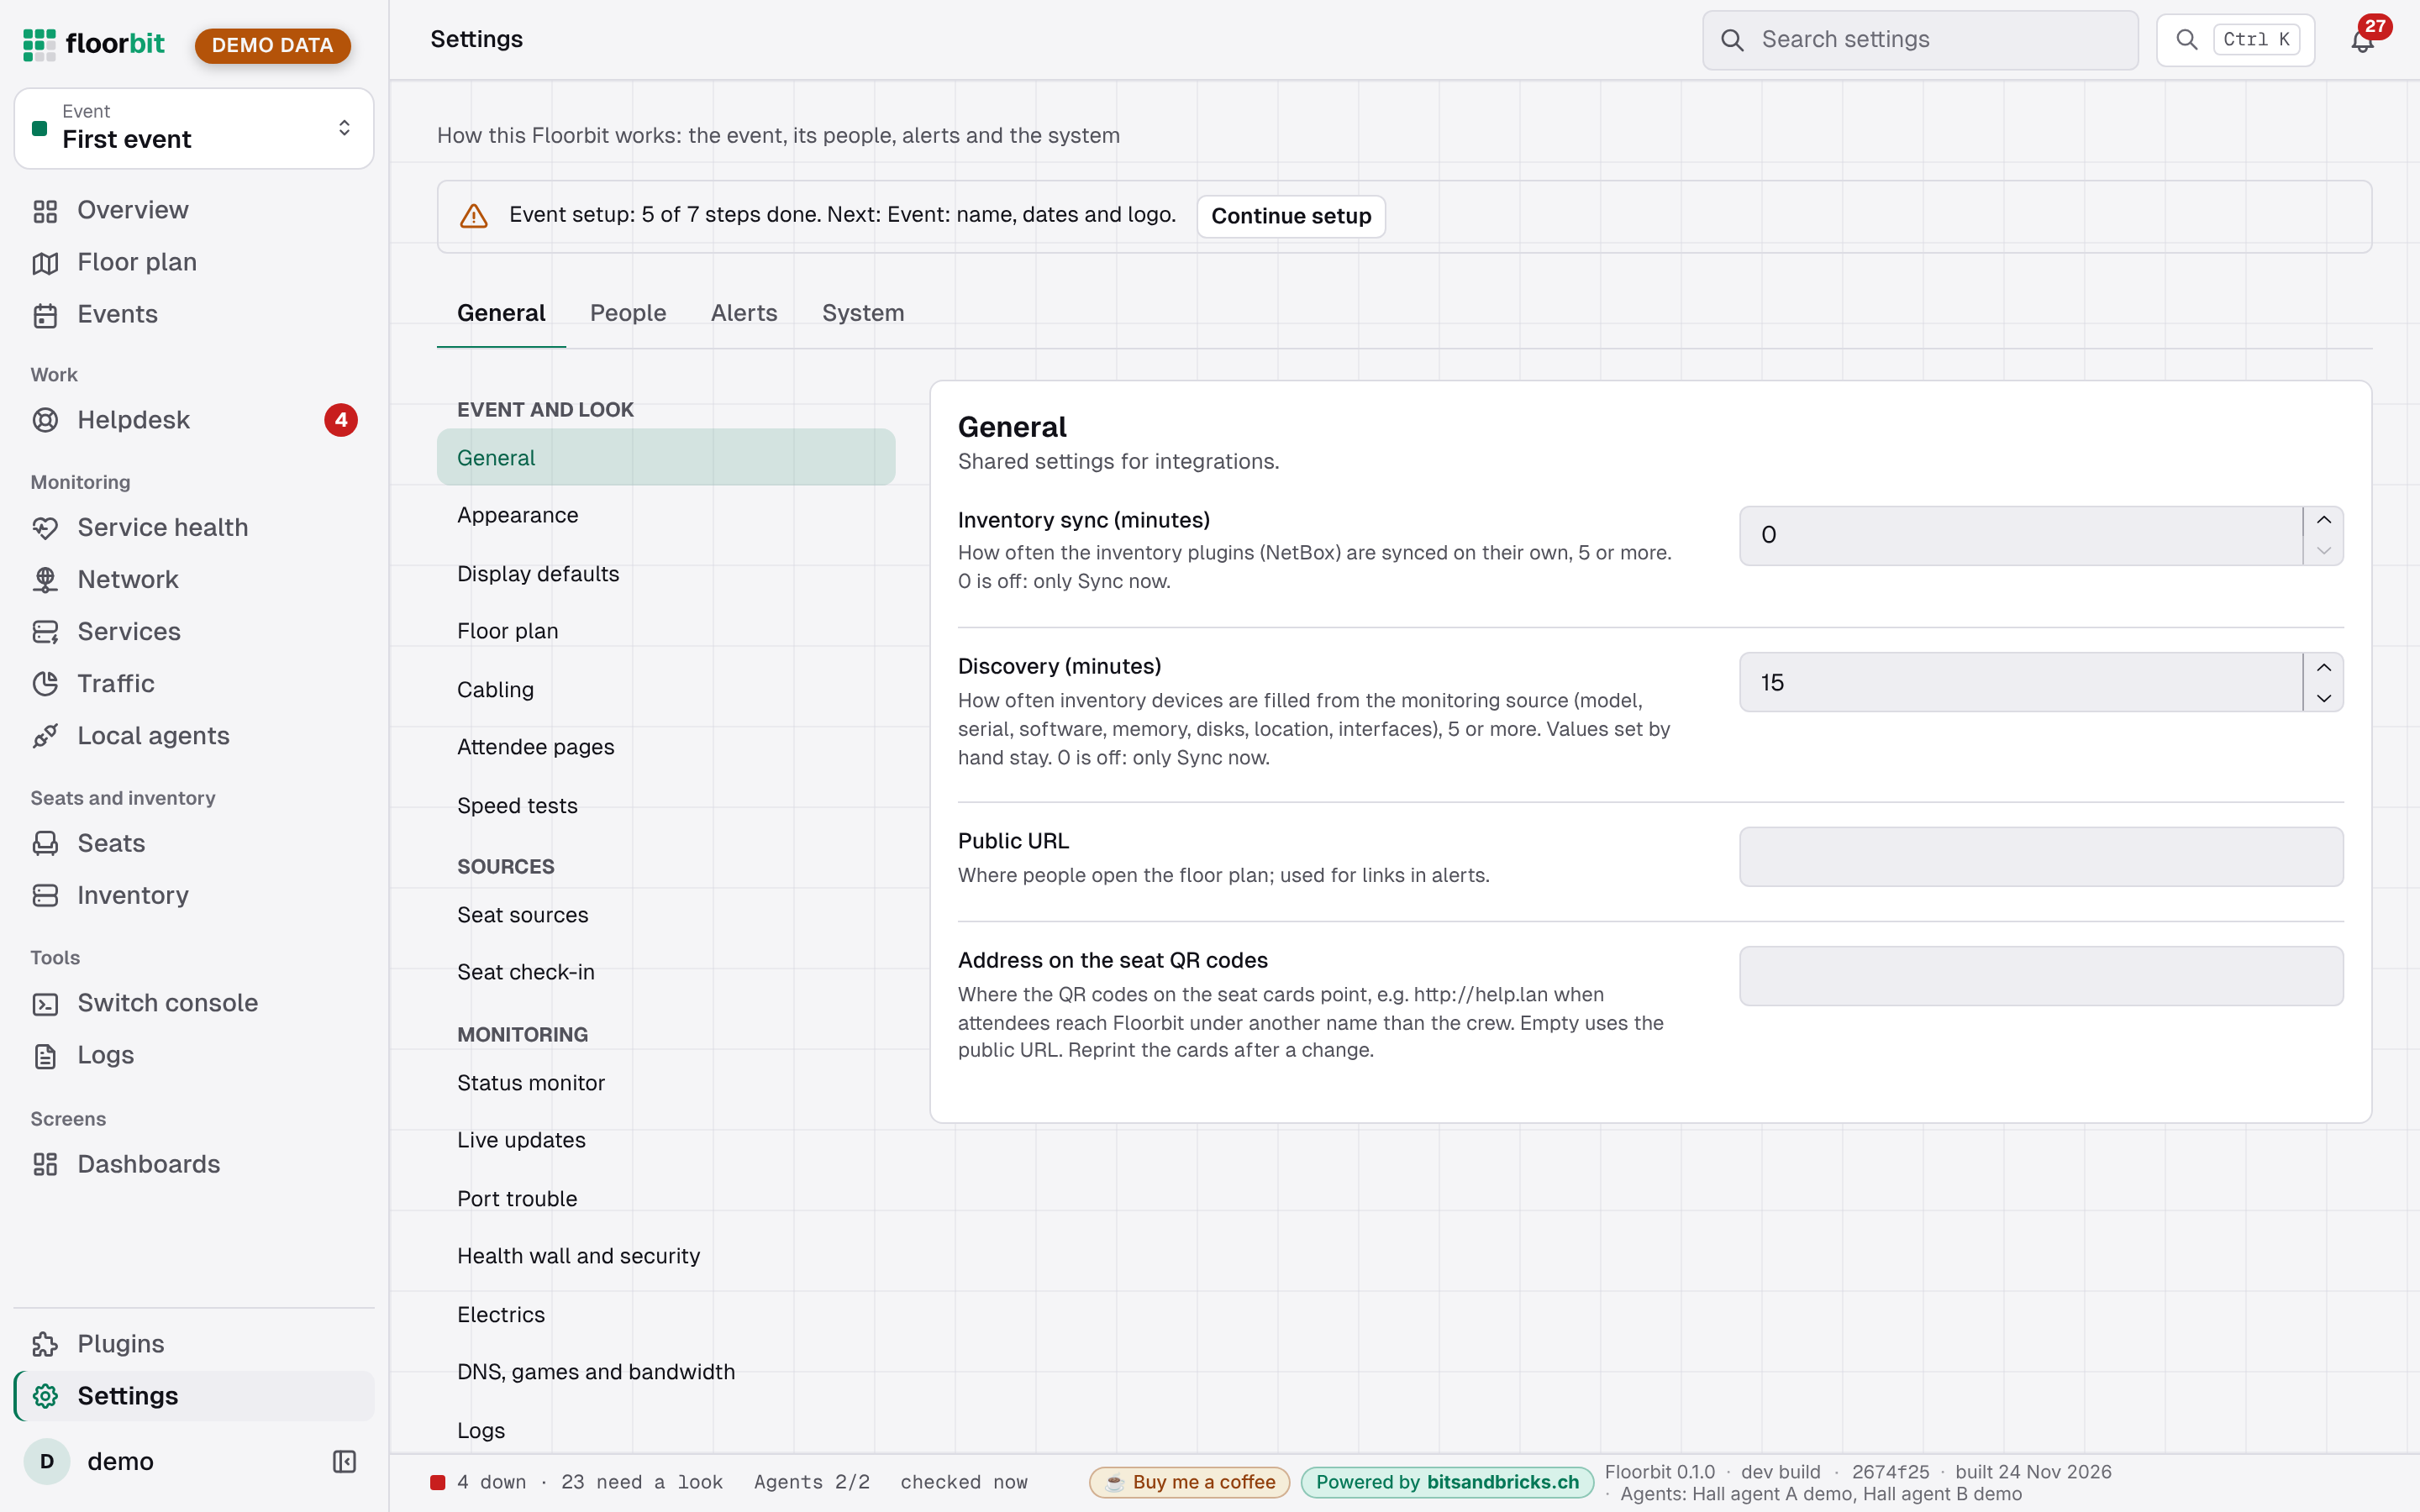 floorbit
DEMO DATA
Event
First event
Overview
Floor plan
Events
Work
Helpdesk
4
Monitoring
Service health
Network
Services
Traffic
Local agents
Seats and inventory
Seats
Inventory
Tools
Switch console
Logs
Screens
Dashboards
Plugins
Settings
D
demo
Settings
Search settings
Ctrl K
27
How this Floorbit works: the event, its people, alerts and the system
Event setup: 5 of 7 steps done. Next: Event: name, dates and logo.
Continue setup
General
People
Alerts
System
EVENT AND LOOK
General
Appearance
Display defaults
Floor plan
Cabling
Attendee pages
Speed tests
SOURCES
Seat sources
Seat check-in
MONITORING
Status monitor
Live updates
Port trouble
Health wall and security
Electrics
DNS, games and bandwidth
Logs
General
Shared settings for integrations.
Inventory sync (minutes)
How often the inventory plugins (NetBox) are synced on their own, 5 or more.
0 is off: only Sync now.
0
Discovery (minutes)
How often inventory devices are filled from the monitoring source (model,
serial, software, memory, disks, location, interfaces), 5 or more. Values set by
hand stay. 0 is off: only Sync now.
15
Public URL
Where people open the floor plan; used for links in alerts.
Address on the seat QR codes
Where the QR codes on the seat cards point, e.g. http://help.lan when
attendees reach Floorbit under another name than the crew. Empty uses the
public URL. Reprint the cards after a change.
4 down · 23 need a look
Agents 2/2
checked now
☕ Buy me a coffee
Powered by bitsandbricks.ch
Floorbit 0.1.0 · dev build · 2674f25 · built 24 Nov 2026
· Agents: Hall agent A demo, Hall agent B demo